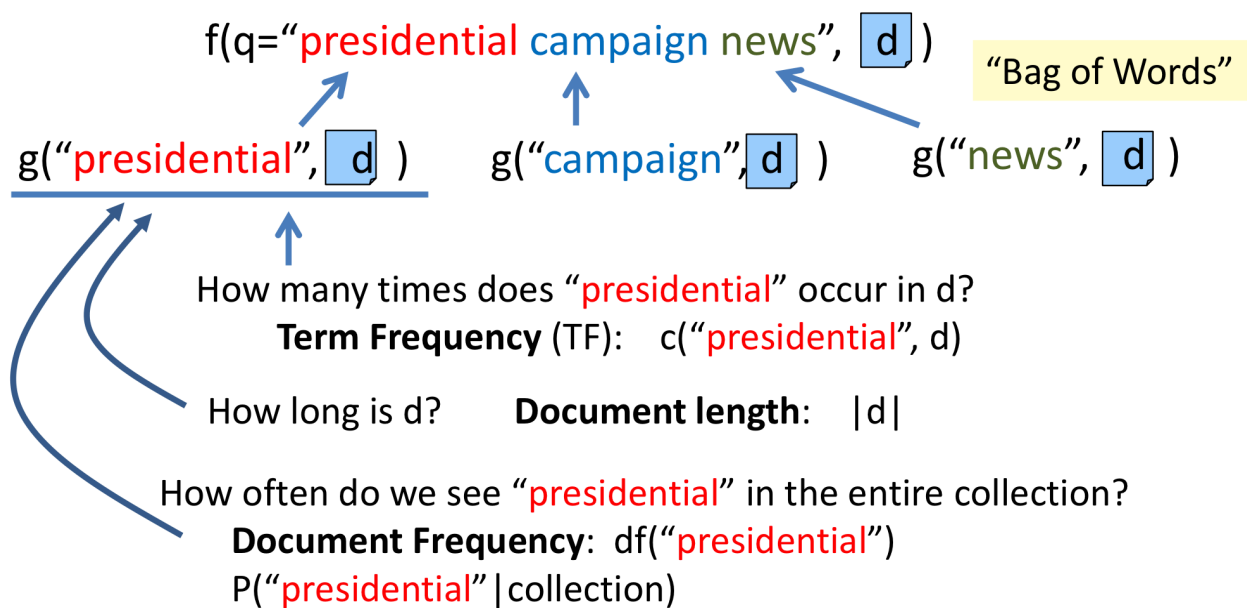 f(q=“presidential campaign news”, d )
“Bag of Words”
g(“presidential”, d ) g(“campaign”, d ) g(“news”, d )
How many times does “presidential” occur in d?
Term Frequency (TF): c(“presidential”, d)
How long is d? Document length: |d|
How often do we see “presidential” in the entire collection?
Document Frequency: df(“presidential”)
P(“presidential”|collection)